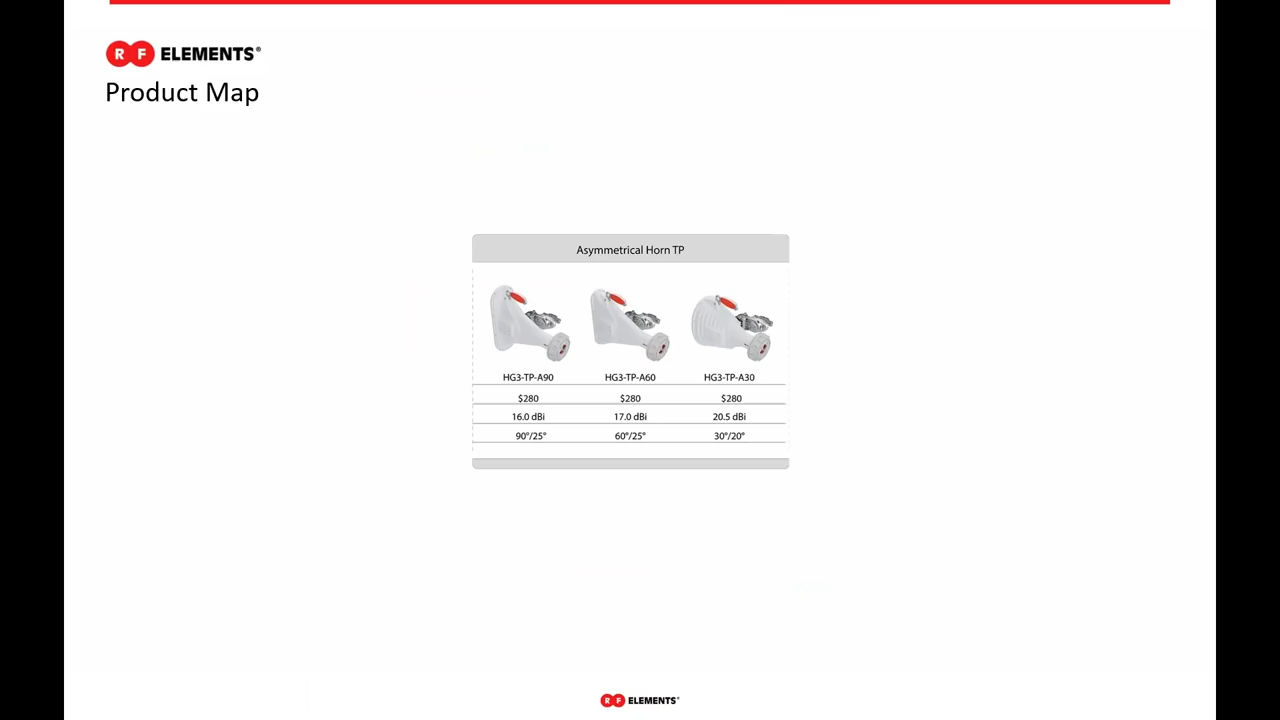 R F ELEMENTS®
Product Map
Asymmetrical Horn TP
HG3-TP-A90 HG3-TP-A60 HG3-TP-A30
$280 $280 $280
16.0 dBi 17.0 dBi 20.5 dBi
90°/25° 60°/25° 30°/20°
R F ELEMENTS®